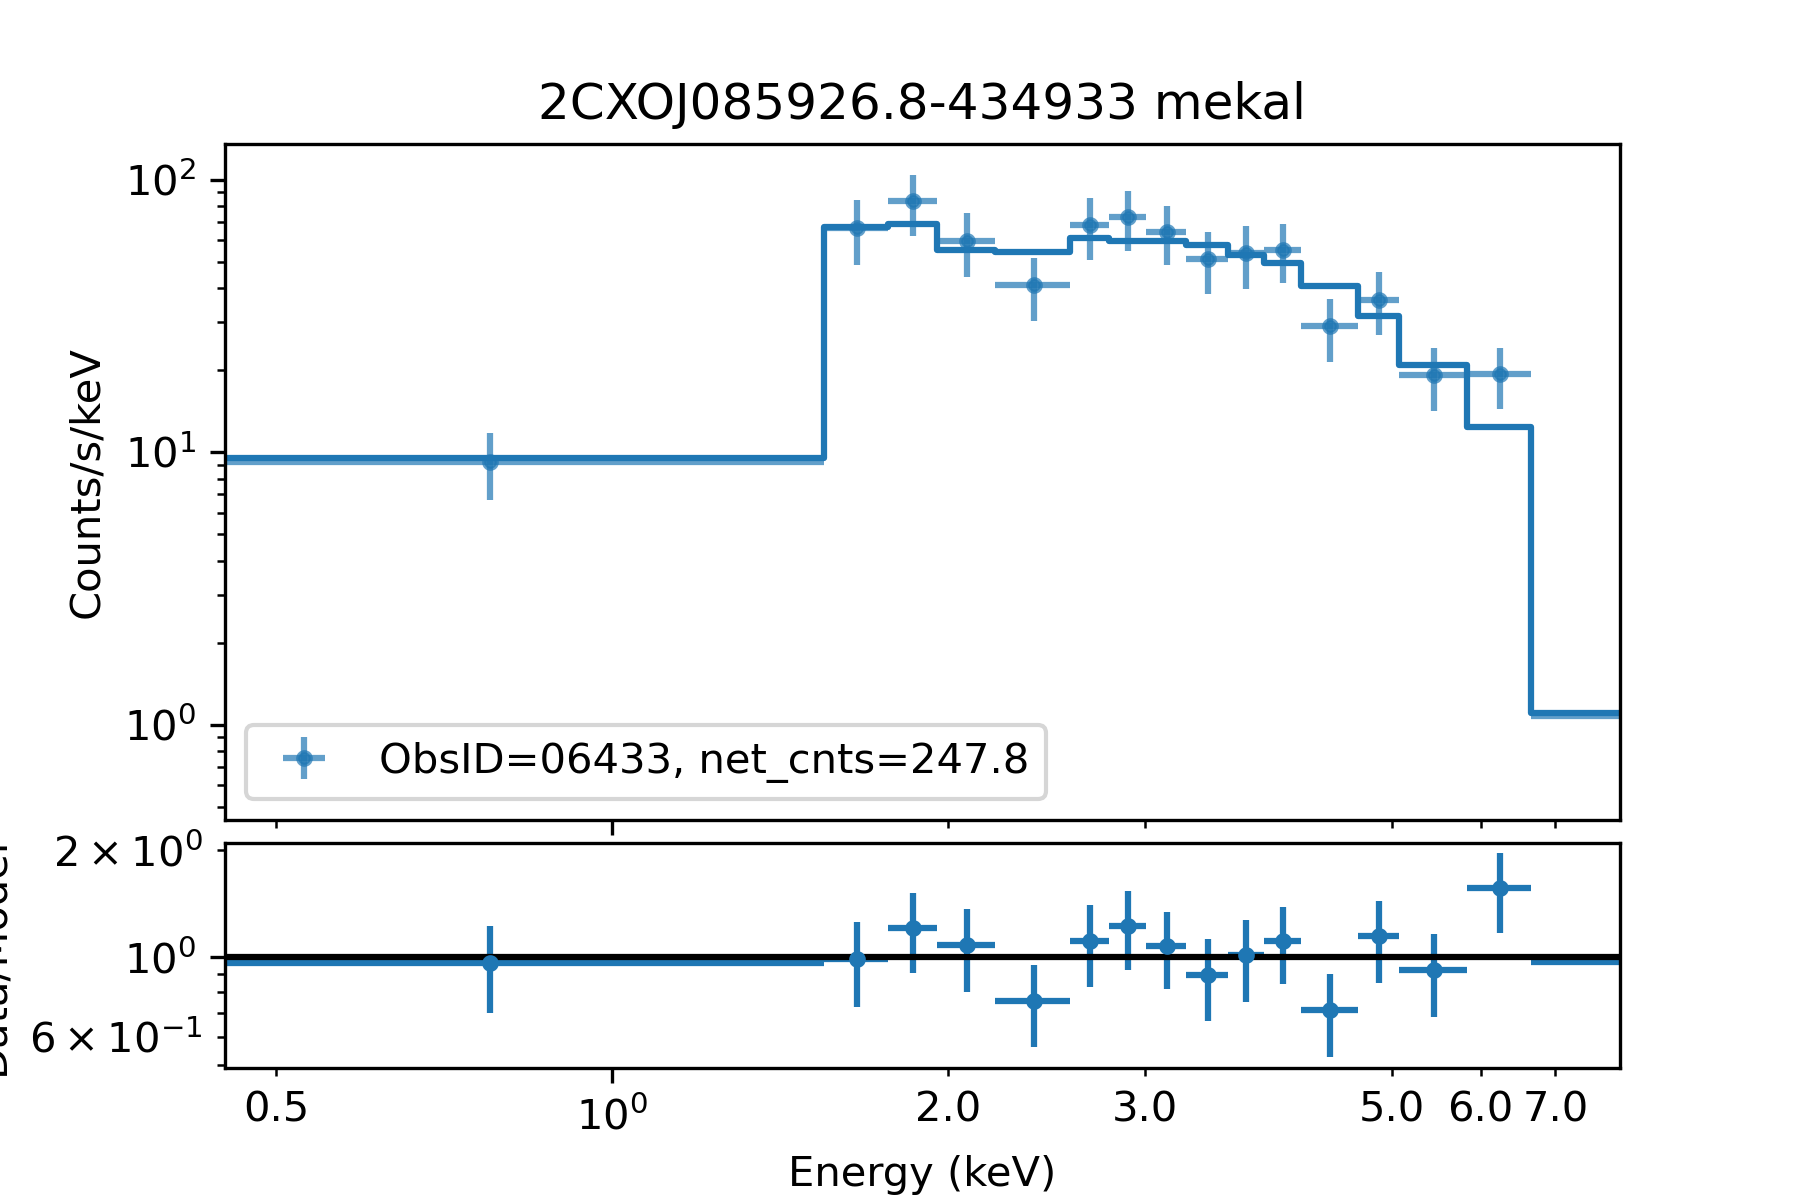 2CXOJ085926.8-434933 mekal
10²
10¹
10⁰
Counts/s/keV
ObsID=06433, net_cnts=247.8
2 × 10⁰
10⁰
6 × 10⁻¹
Data/Model
0.5 10⁰ 2.0 3.0 5.0 6.0 7.0
Energy (keV)